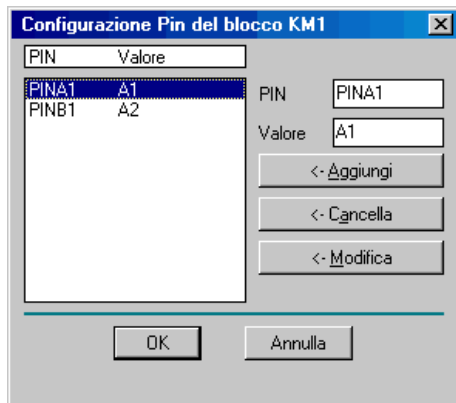 Configurazione Pin del blocco KM1
PIN Valore
PINA1 A1
PINB1 A2
PIN PINA1
Valore A1
<- Aggiungi
<- Cancella
<- Modifica
OK Annulla